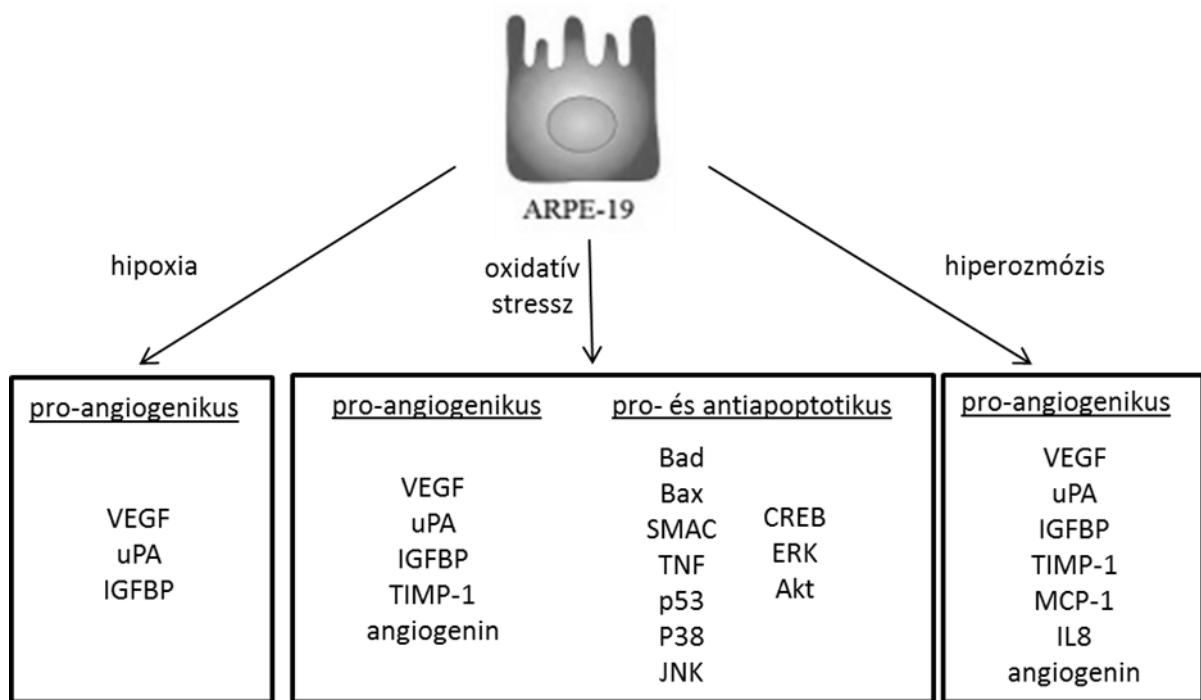 ARPE-19
hipoxia
oxidatív
stressz
hiperozmózis
pro-angiogenikus
VEGF
uPA
IGFBP
pro-angiogenikus
VEGF
uPA
IGFBP
TIMP-1
angiogenin
pro- és antiapoptotikus
Bad
Bax
SMAC
TNF
p53
P38
JNK
CREB
ERK
Akt
pro-angiogenikus
VEGF
uPA
IGFBP
TIMP-1
MCP-1
IL8
angiogenin